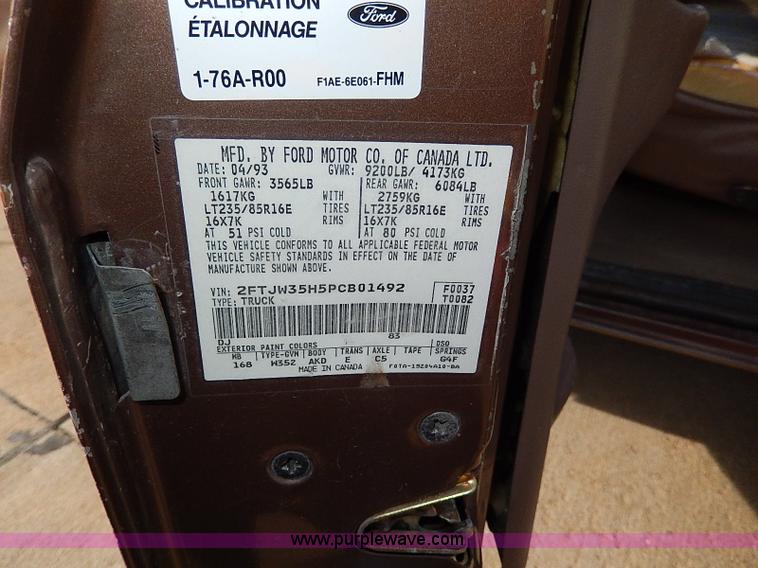 CALIBRATION
ÉTALONNAGE
Ford
1-76A-R00 F1AE-6E061-FHM
MFD. BY FORD MOTOR CO. OF CANADA LTD.
DATE: 04/93 GVWR: 9200LB/ 4173KG
FRONT GAWR: 3565LB REAR GAWR: 6084LB
1617KG WITH 2759KG WITH
LT235/85R16E TIRES LT235/85R16E TIRES
16X7K RIMS 16X7K RIMS
AT 51 PSI COLD AT 80 PSI COLD
THIS VEHICLE CONFORMS TO ALL APPLICABLE FEDERAL MOTOR
VEHICLE SAFETY STANDARDS IN EFFECT ON THE DATE OF
MANUFACTURE SHOWN ABOVE.
VIN: 2FTJW35H5PCB01492 F0037
TYPE: TRUCK T0082
DJ 83
EXTERIOR PAINT COLORS DSO
WB TYPE-GVW BODY TRANS AXLE TAPE SPRINGS
168 W352 AKD E C5 G4F
MADE IN CANADA F0TA-15204A10-BA
www.purplewave.com